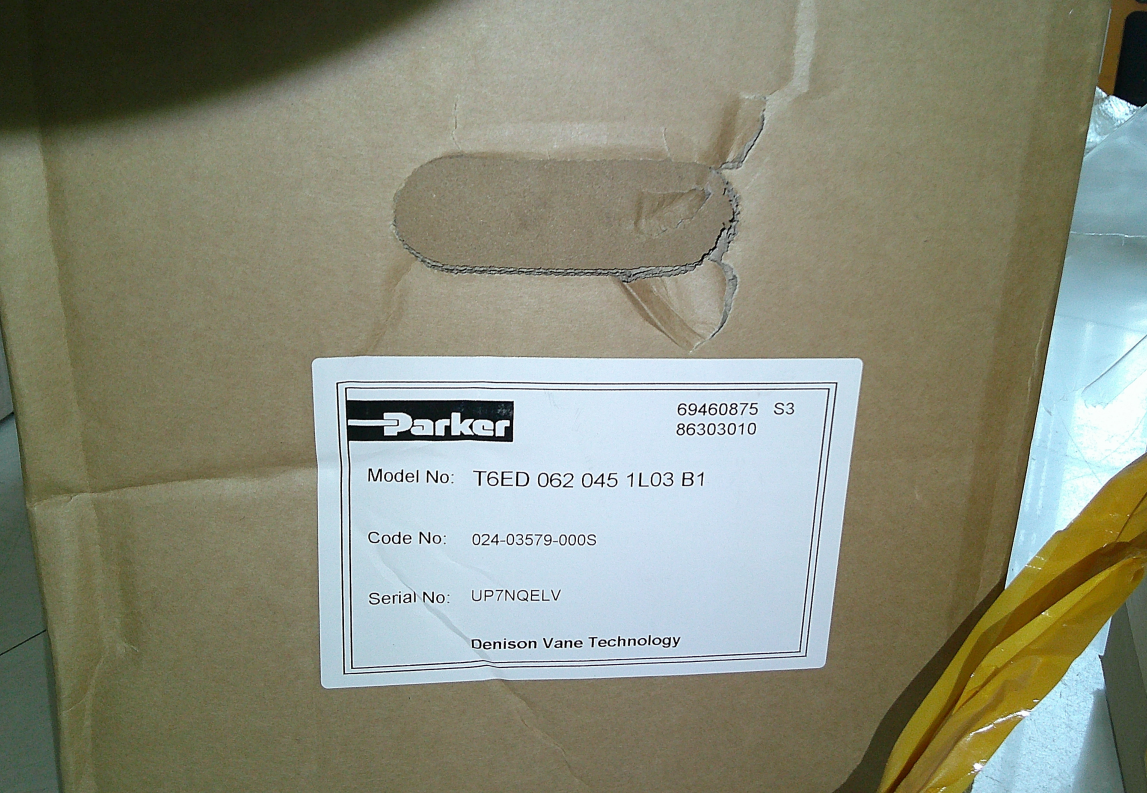 Parker
69460875 S3
86303010
Model No: T6ED 062 045 1L03 B1
Code No: 024-03579-000S
Serial No: UP7NQELV
Denison Vane Technology